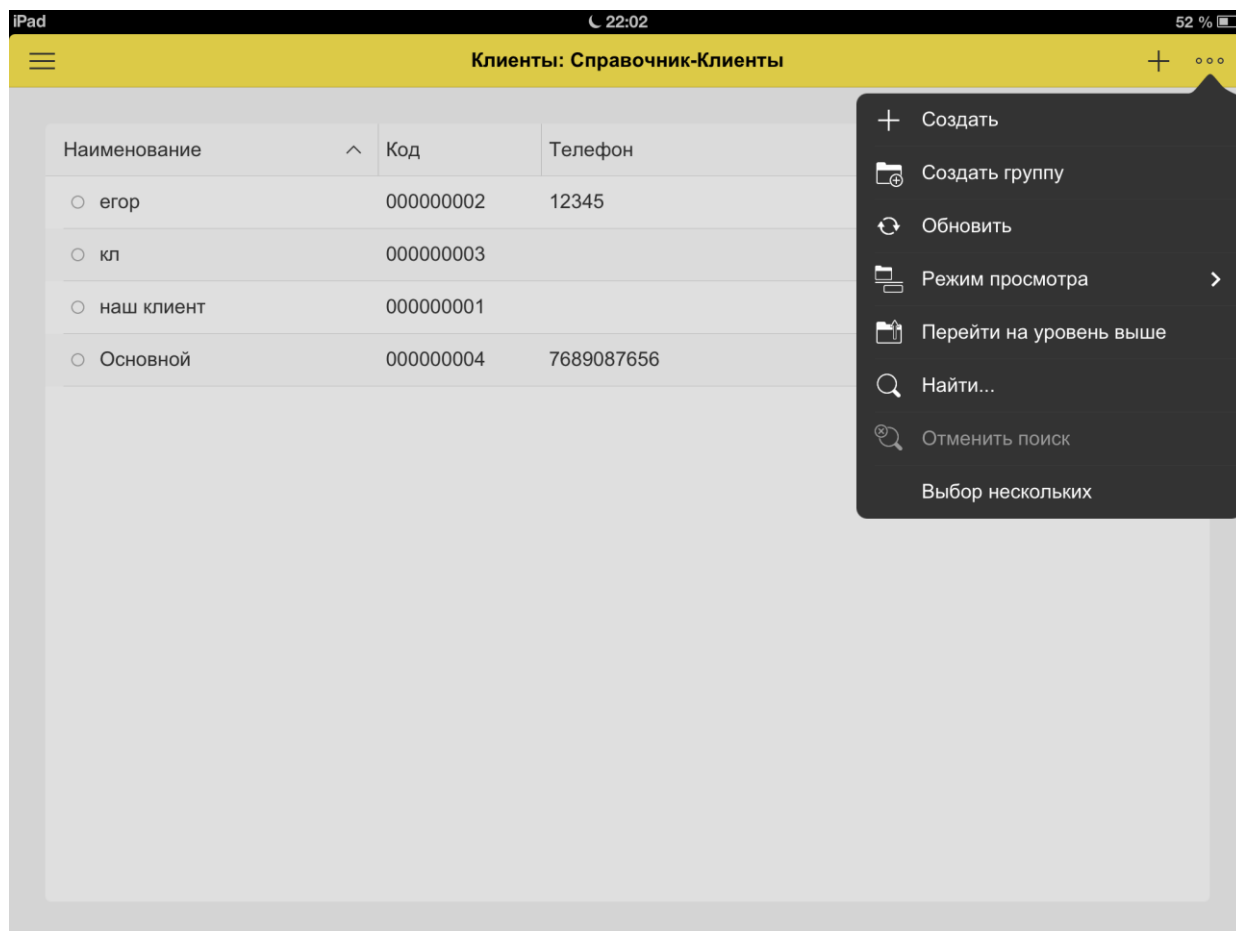 iPad 22:02 52 %
Клиенты: Справочник-Клиенты
Наименование Код Телефон
егор 000000002 12345
кл 000000003
наш клиент 000000001
Основной 000000004 7689087656
Создать
Создать группу
Обновить
Режим просмотра
Перейти на уровень выше
Найти...
Отменить поиск
Выбор нескольких